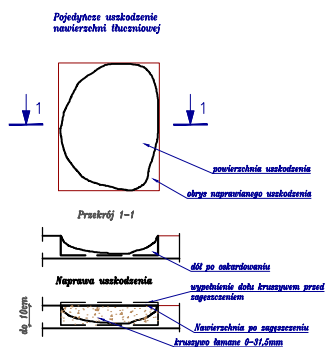 Pojedyńcze uszkodzenie
nawierzchni tłuczniowej
1
1
powierzchnia uszkodzenia
obrys naprawianego uszkodzenia
Przekrój 1-1
dół po oskardowaniu
Naprawa uszkodzenia
wypełnienie dołu kruszywem przed
zagęszczeniem
do 10cm
Nawierzchnia po zagęszczeniu
kruszywo łamane 0-31,5mm